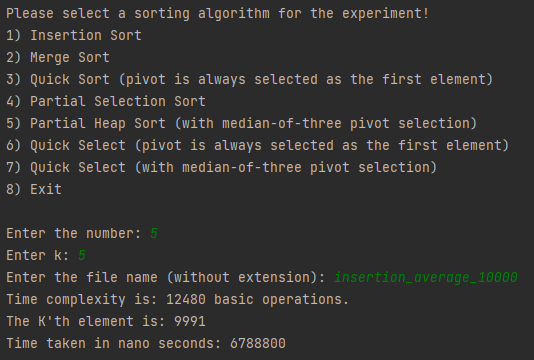 Please select a sorting algorithm for the experiment!
1) Insertion Sort
2) Merge Sort
3) Quick Sort (pivot is always selected as the first element)
4) Partial Selection Sort
5) Partial Heap Sort (with median-of-three pivot selection)
6) Quick Select (pivot is always selected as the first element)
7) Quick Select (with median-of-three pivot selection)
8) Exit
Enter the number: 5
Enter k: 5
Enter the file name (without extension): insertion_average_10000
Time complexity is: 12480 basic operations.
The K'th element is: 9991
Time taken in nano seconds: 6788800